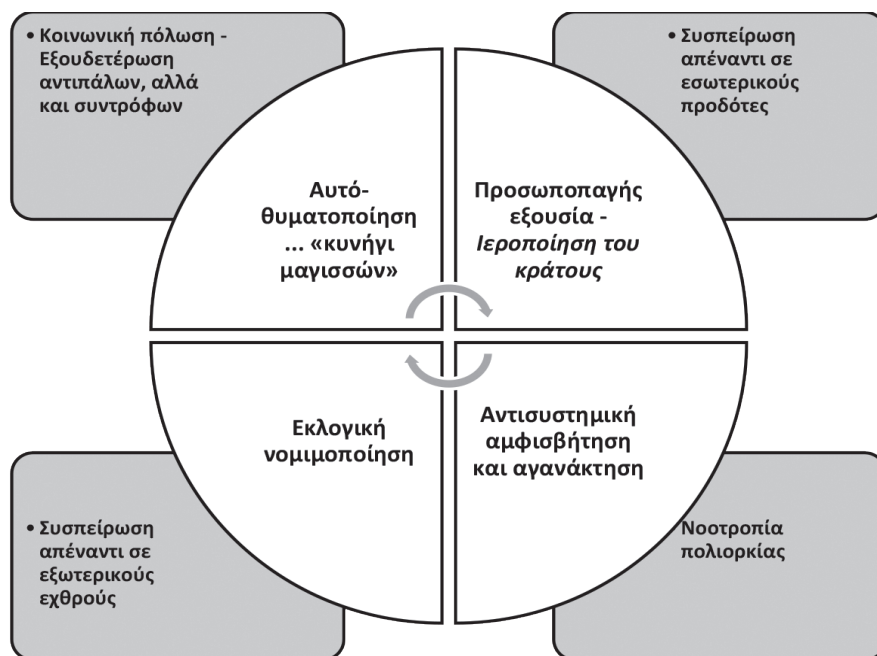 • Κοινωνική πόλωση -
Εξουδετέρωση
αντιπάλων, αλλά
και συντρόφων
• Συσπείρωση
απέναντι σε
εσωτερικούς
προδότες
Αυτό-
θυματοποίηση
... «κυνήγι
μαγισσών»
Προσωποπαγής
εξουσία -
Ιεροποίηση του
κράτους
Εκλογική
νομιμοποίηση
Αντισυστημική
αμφισβήτηση
και αγανάκτηση
• Συσπείρωση
απέναντι σε
εξωτερικούς
εχθρούς
Νοοτροπία
πολιορκίας